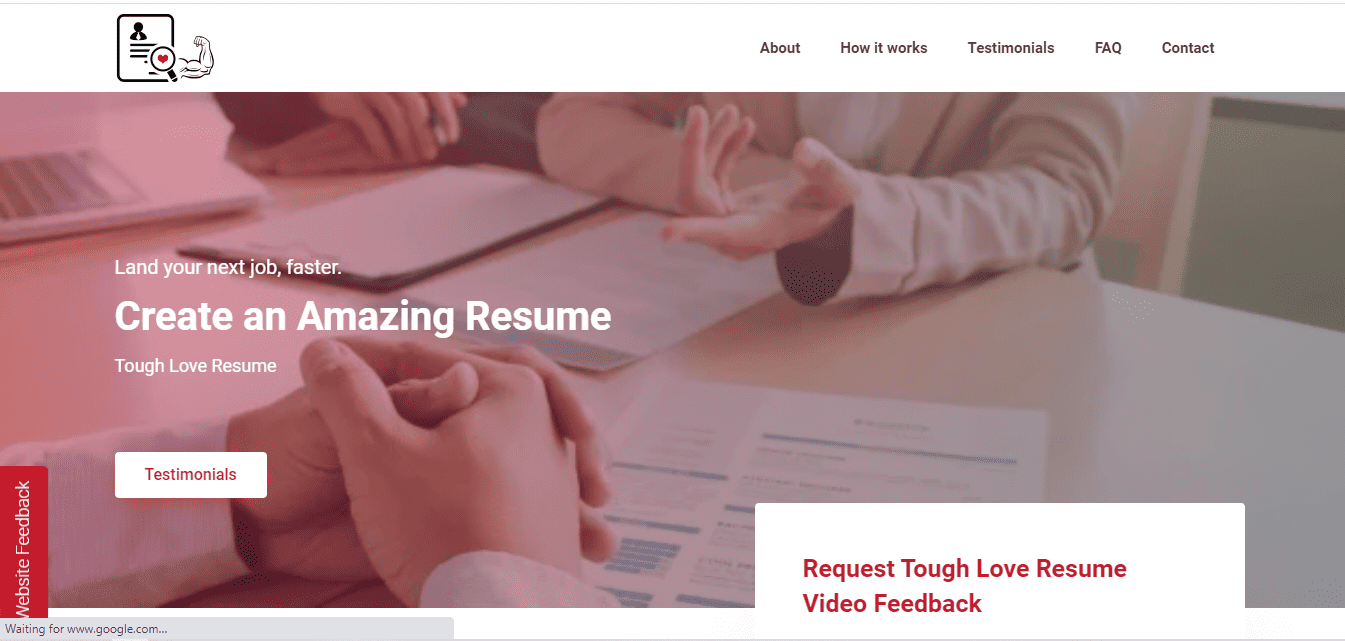 About
How it works
Testimonials
FAQ
Contact
Land your next job, faster.
Create an Amazing Resume
Tough Love Resume
Testimonials
Website Feedback
Request Tough Love Resume
Video Feedback
Waiting for www.google.com...